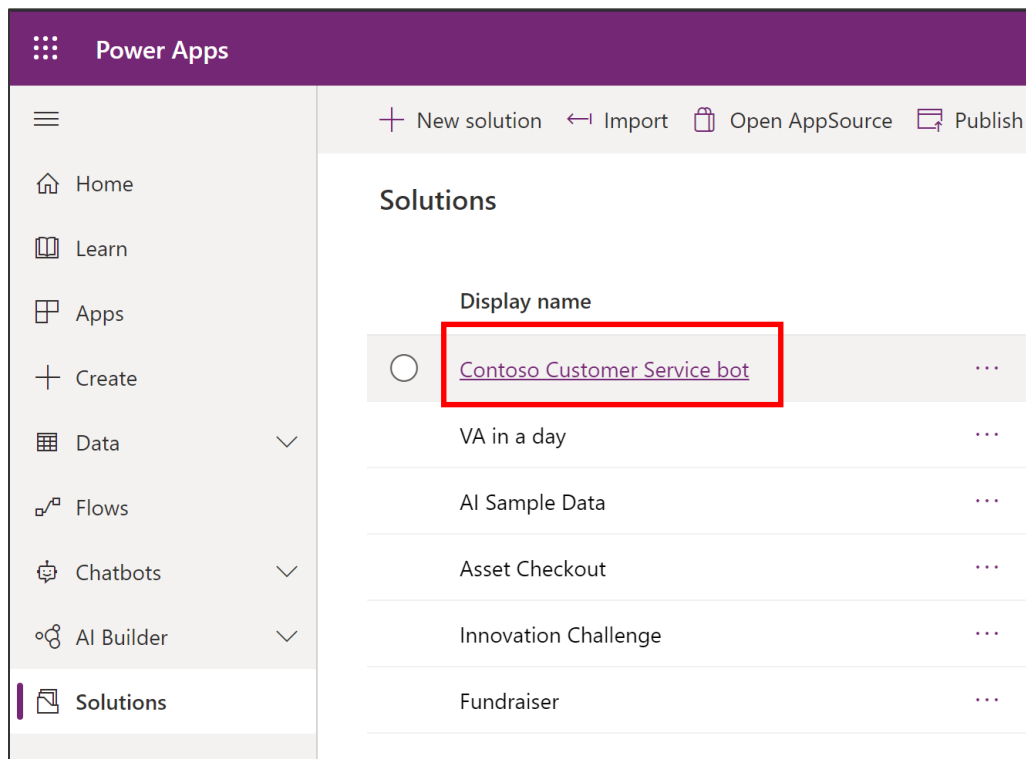 Power Apps
New solution Import Open AppSource Publish
Home
Learn
Apps
Create
Data
Flows
Chatbots
AI Builder
Solutions
Solutions
Display name
Contoso Customer Service bot
VA in a day
AI Sample Data
Asset Checkout
Innovation Challenge
Fundraiser